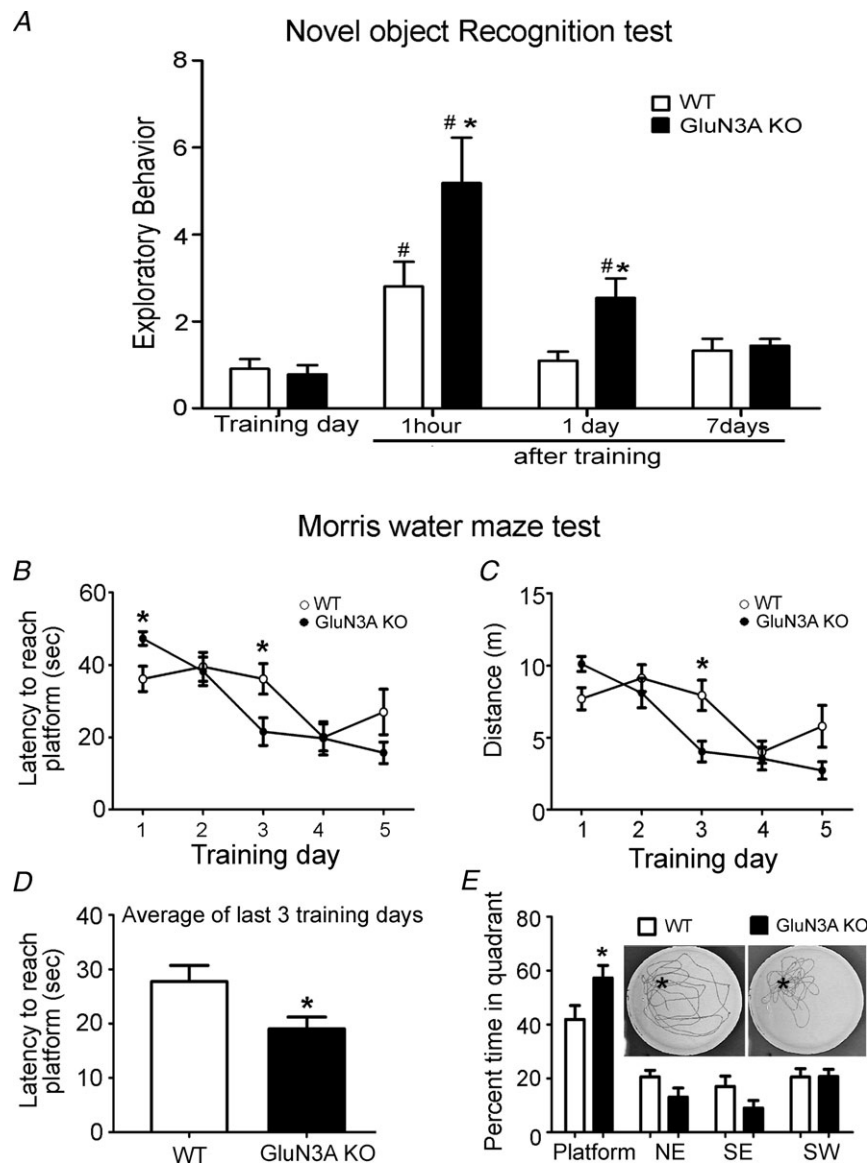 A
Novel object Recognition test
8
6
4
2
0
Exploratory Behavior
WT
GluN3A KO
#
# *
#*
Training day
1hour
1 day
7days
after training
Morris water maze test
B
60
40
20
0
Latency to reach
platform (sec)
WT
GluN3A KO
*
*
1 2 3 4 5
Training day
C
15
10
5
0
Distance (m)
WT
GluN3A KO
*
1 2 3 4 5
Training day
D
40
30
20
10
0
Latency to reach
platform (sec)
Average of last 3 training days
*
WT
GluN3A KO
E
80
60
40
20
0
Percent time in quadrant
WT
GluN3A KO
*
*
*
Platform NE SE SW